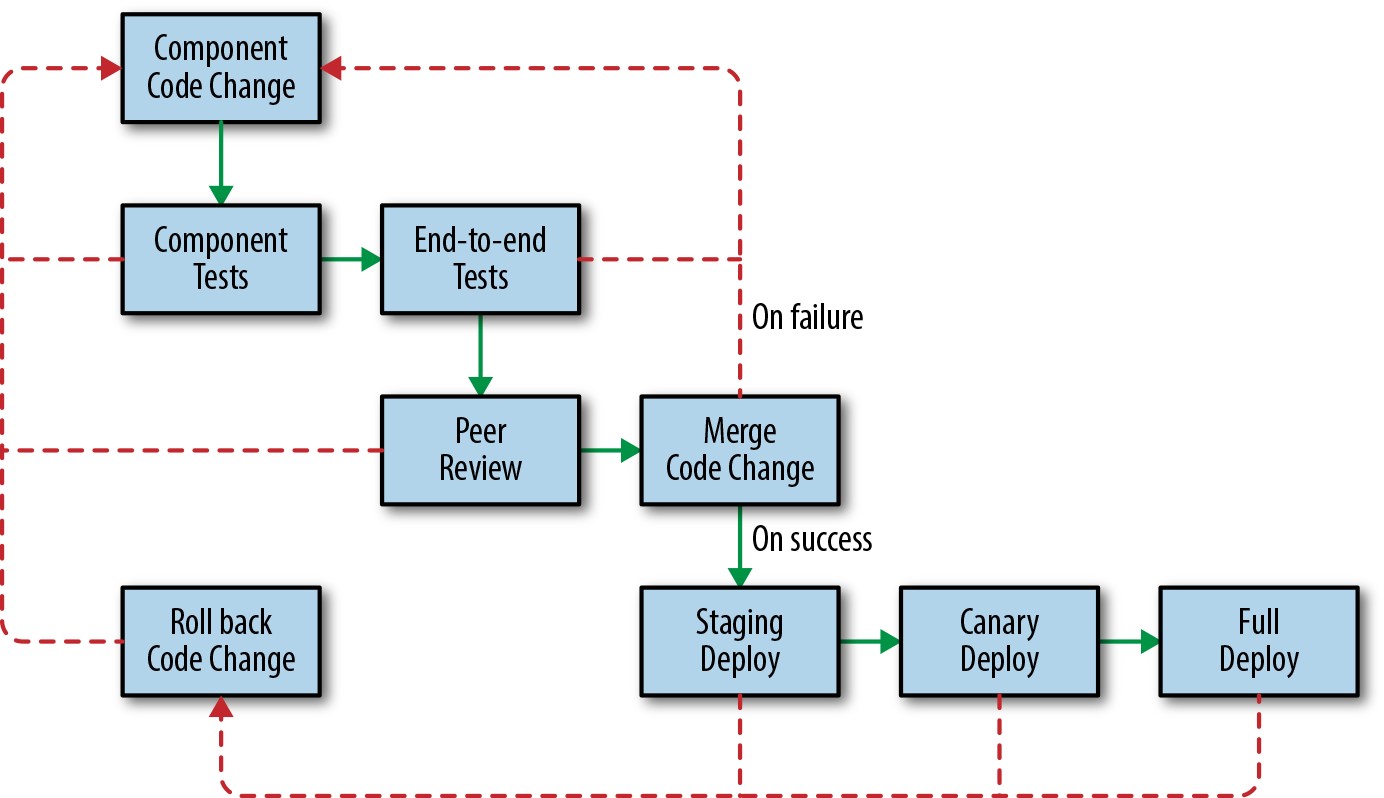 Component
Code Change
Component
Tests
End-to-end
Tests
On failure
Peer
Review
Merge
Code Change
On success
Roll back
Code Change
Staging
Deploy
Canary
Deploy
Full
Deploy